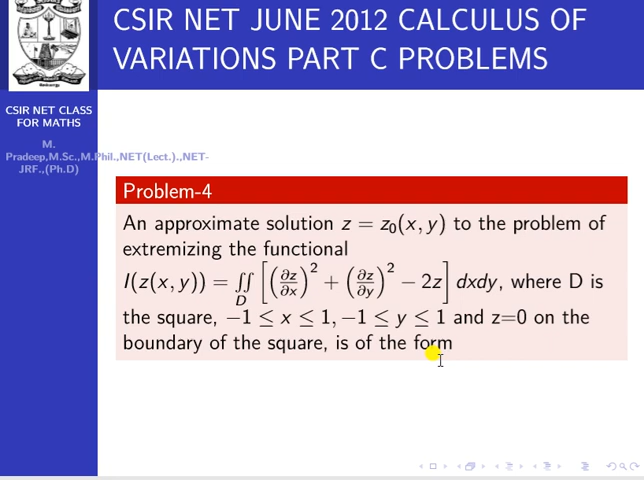 CSIR NET JUNE 2012 CALCULUS OF
VARIATIONS PART C PROBLEMS
CSIR NET CLASS
FOR MATHS
M.
Pradeep,M.Sc.,M.Phil.,NET(Lect.).,NET-
JRF.,(Ph.D)
Problem-4
An approximate solution z = z₀(x, y) to the problem of
extremizing the functional
I(z(x, y)) = ∬_D [(∂z/∂x)² + (∂z/∂y)² − 2z] dxdy, where D is
the square, −1 ≤ x ≤ 1, −1 ≤ y ≤ 1 and z=0 on the
boundary of the square, is of the form